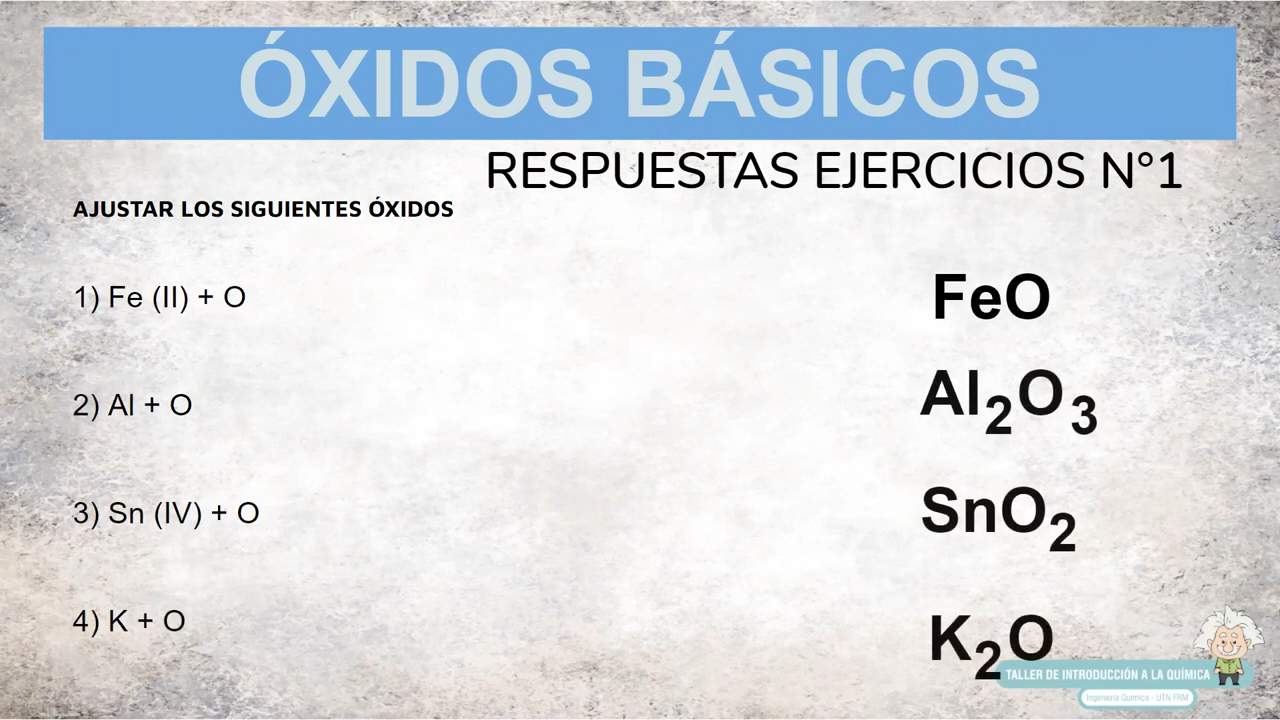 ÓXIDOS BÁSICOS
RESPUESTAS EJERCICIOS N°1
AJUSTAR LOS SIGUIENTES ÓXIDOS
1) Fe (II) + O
FeO
2) Al + O
Al₂O₃
3) Sn (IV) + O
SnO₂
4) K + O
K₂O
TALLER DE INTRODUCCIÓN A LA QUÍMICA
Ingeniería Química - UTN FRM